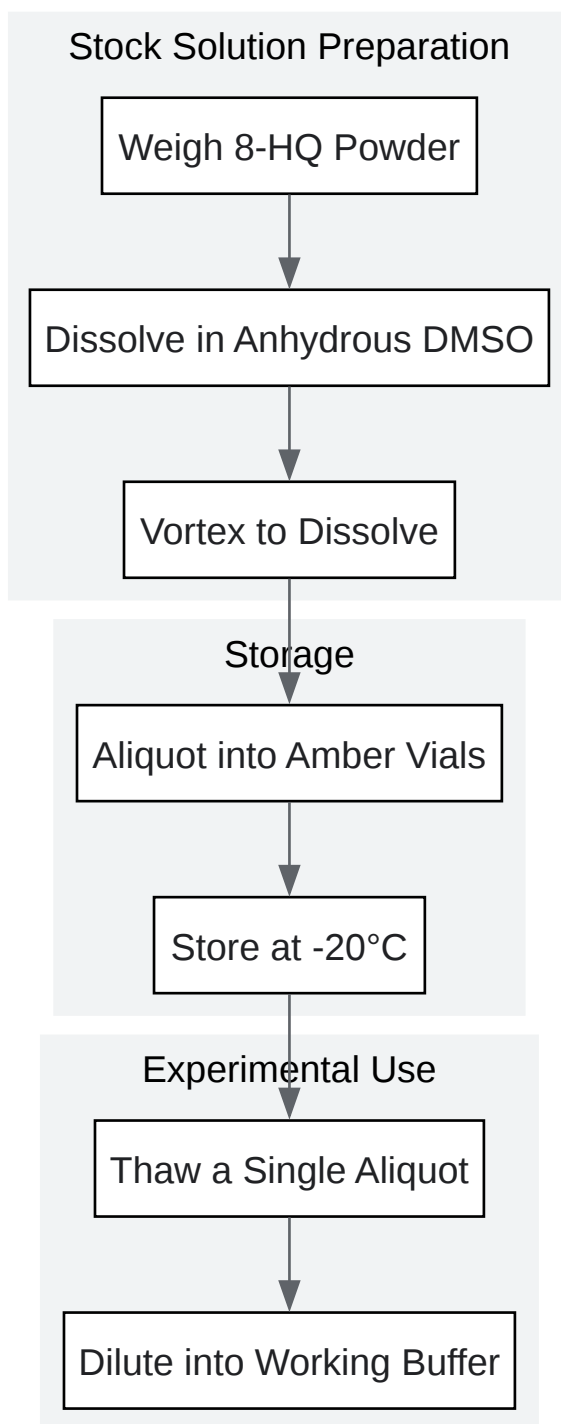 Stock Solution Preparation
Weigh 8-HQ Powder
Dissolve in Anhydrous DMSO
Vortex to Dissolve
Storage
Aliquot into Amber Vials
Store at -20°C
Experimental Use
Thaw a Single Aliquot
Dilute into Working Buffer